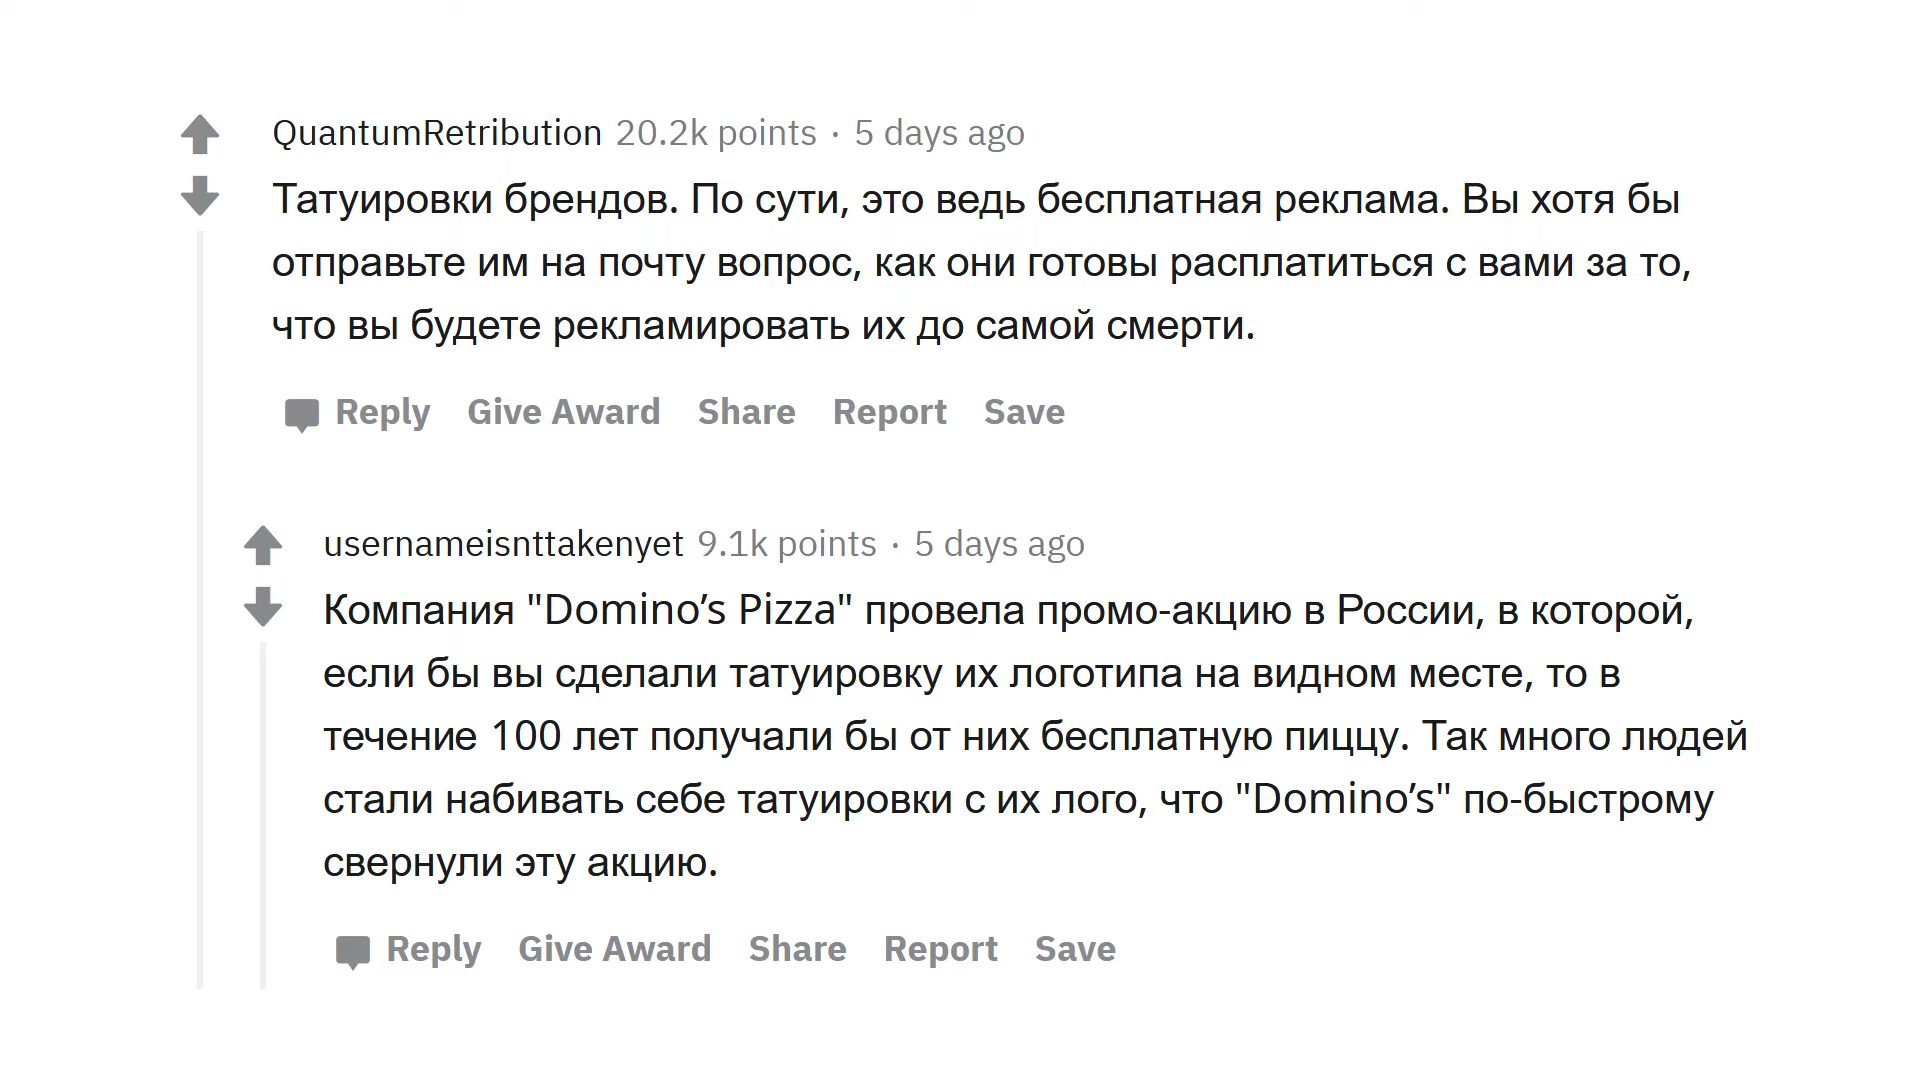 QuantumRetribution 20.2k points · 5 days ago
Татуировки брендов. По сути, это ведь бесплатная реклама. Вы хотя бы
отправьте им на почту вопрос, как они готовы расплатиться с вами за то,
что вы будете рекламировать их до самой смерти.
Reply Give Award Share Report Save
usernameisnttakenyet 9.1k points · 5 days ago
Компания "Domino’s Pizza" провела промо-акцию в России, в которой,
если бы вы сделали татуировку их логотипа на видном месте, то в
течение 100 лет получали бы от них бесплатную пиццу. Так много людей
стали набивать себе татуировки с их лого, что "Domino’s" по-быстрому
свернули эту акцию.
Reply Give Award Share Report Save